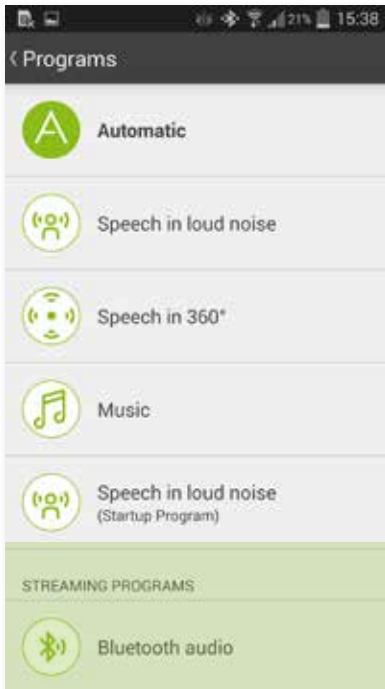 21% 15:38
Programs
A
Automatic
Speech in loud noise
Speech in 360°
Music
Speech in loud noise
(Startup Program)
STREAMING PROGRAMS
Bluetooth audio